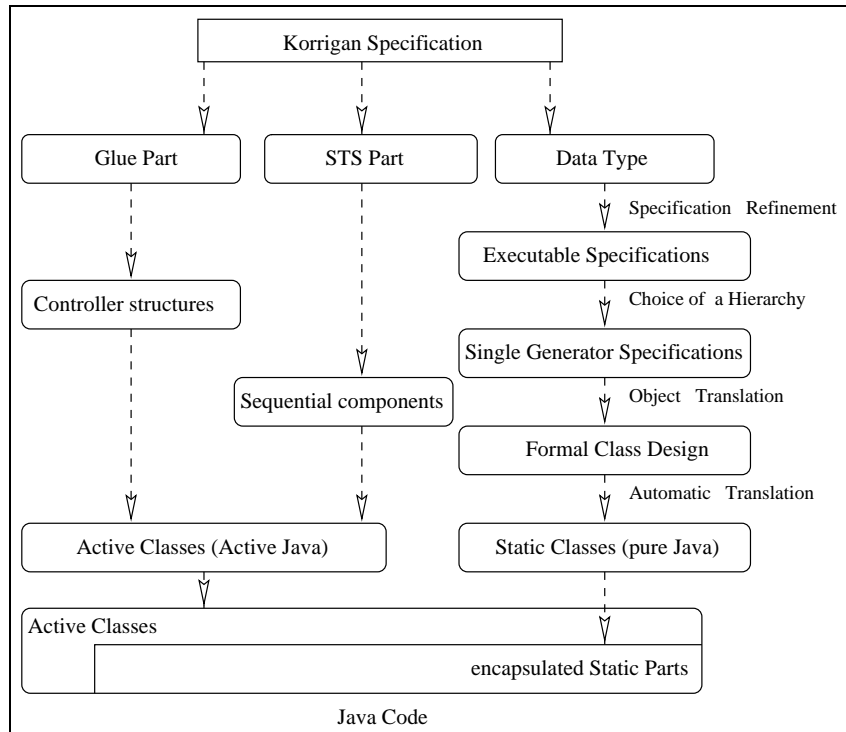 Korrigan Specification
Glue Part
STS Part
Data Type
Specification Refinement
Executable Specifications
Controller structures
Choice of a Hierarchy
Single Generator Specifications
Sequential components
Object Translation
Formal Class Design
Automatic Translation
Active Classes (Active Java)
Static Classes (pure Java)
Active Classes
encapsulated Static Parts
Java Code